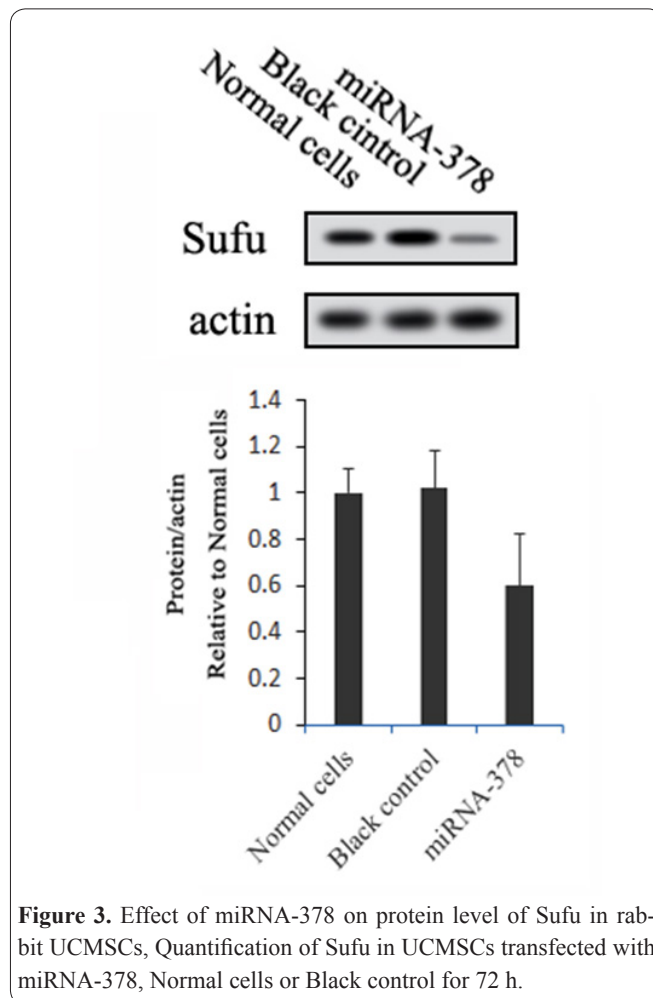 Normal cells
Black cintrol
miRNA-378
Sufu
actin
Protein/actin
Relative to Normal cells
1.4
1.2
1
0.8
0.6
0.4
0.2
0
Normal cells
Black control
miRNA-378
Figure 3. Effect of miRNA-378 on protein level of Sufu in rab-
bit UCMSCs, Quantification of Sufu in UCMSCs transfected with
miRNA-378, Normal cells or Black control for 72 h.